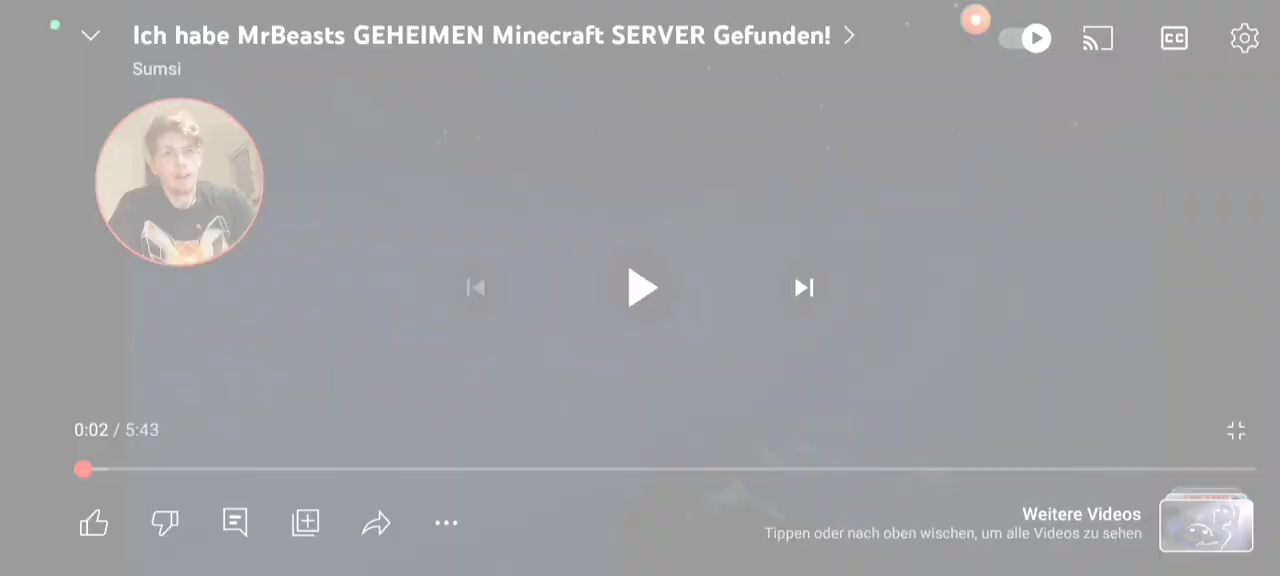 Ich habe MrBeasts GEHEIMEN Minecraft SERVER Gefunden!
Sumsi
CC
0:02 / 5:43
Weitere Videos
Tippen oder nach oben wischen, um alle Videos zu sehen